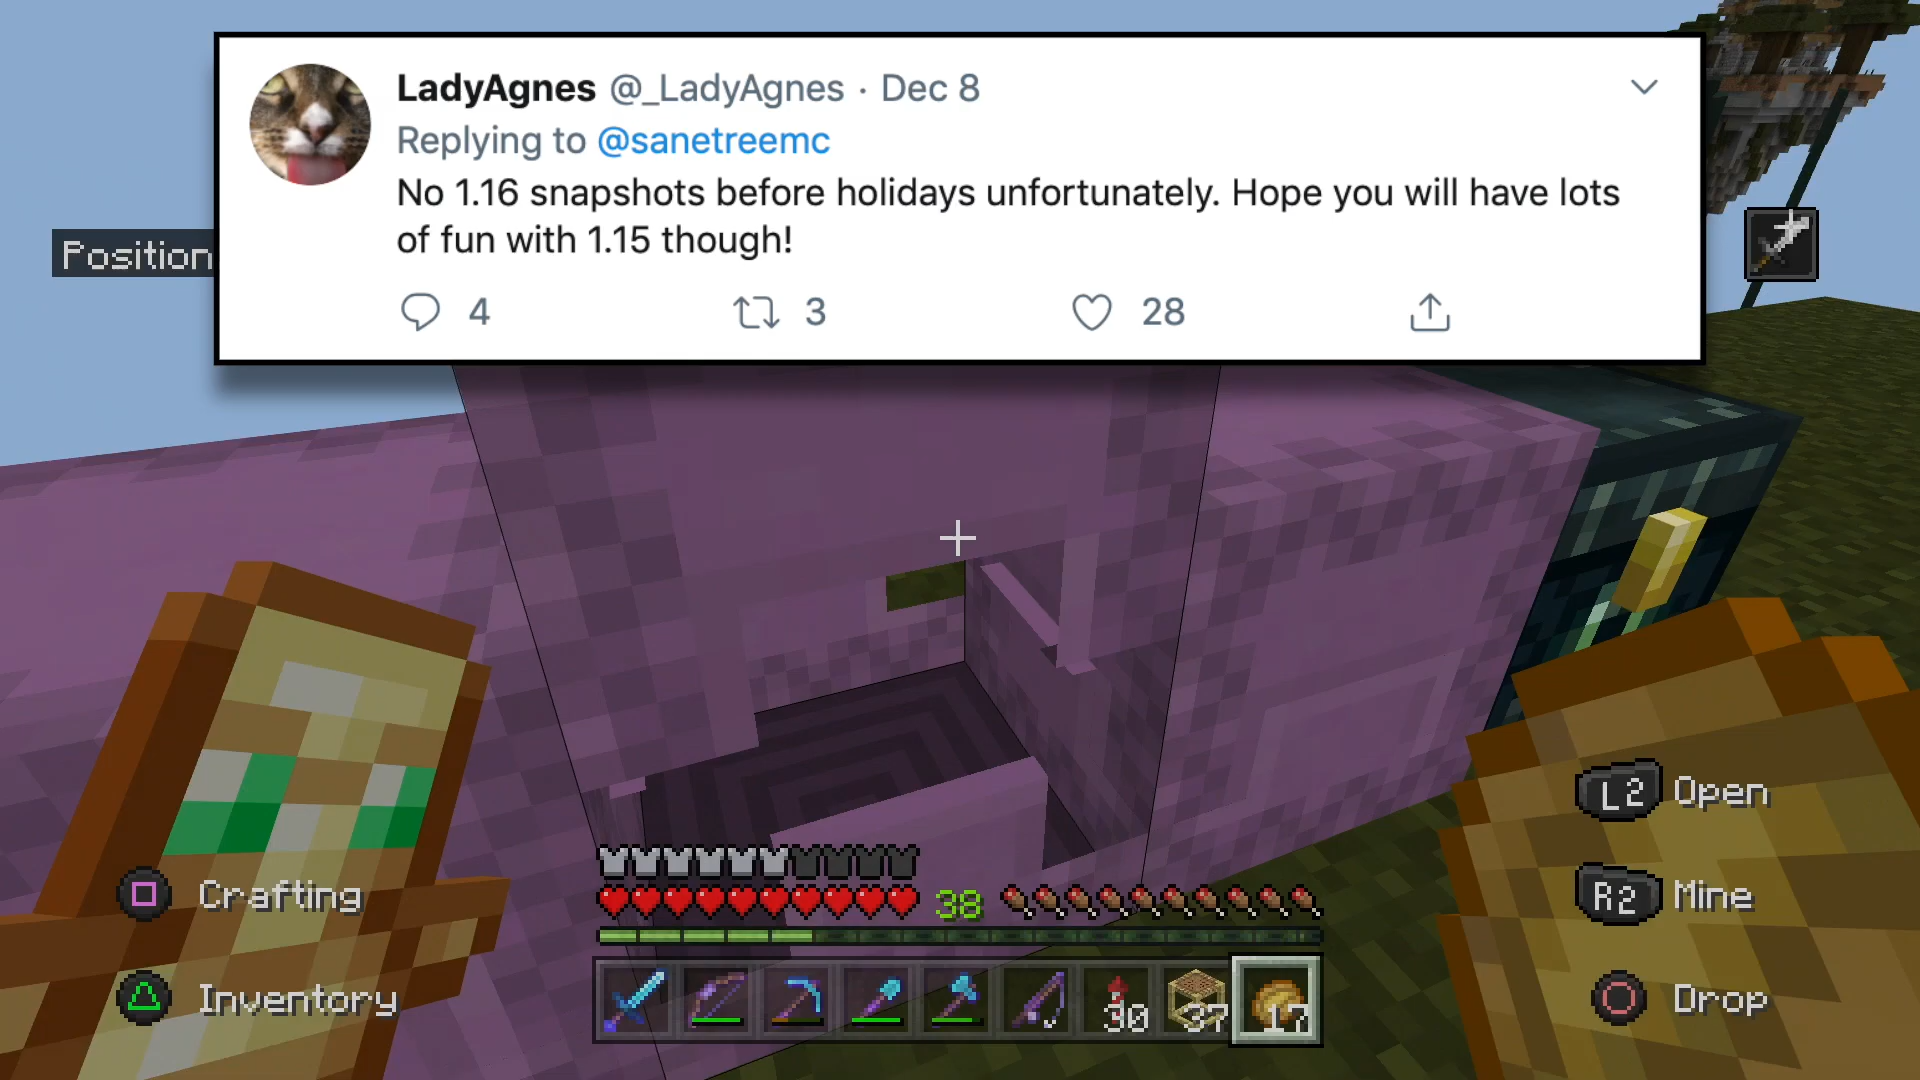 LadyAgnes @_LadyAgnes · Dec 8
Replying to @sanetreemc
No 1.16 snapshots before holidays unfortunately. Hope you will have lots
of fun with 1.15 though!
4 3 28
Position
L2 Open
Crafting
R2 Mine
38
Inventory
Drop
30 37 17